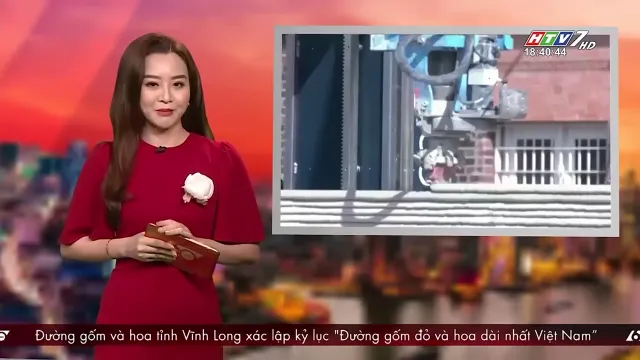 HTV7 HD
18:40:44
Đường gốm và hoa tỉnh Vĩnh Long xác lập kỷ lục "Đường gốm đỏ và hoa dài nhất Việt Nam"